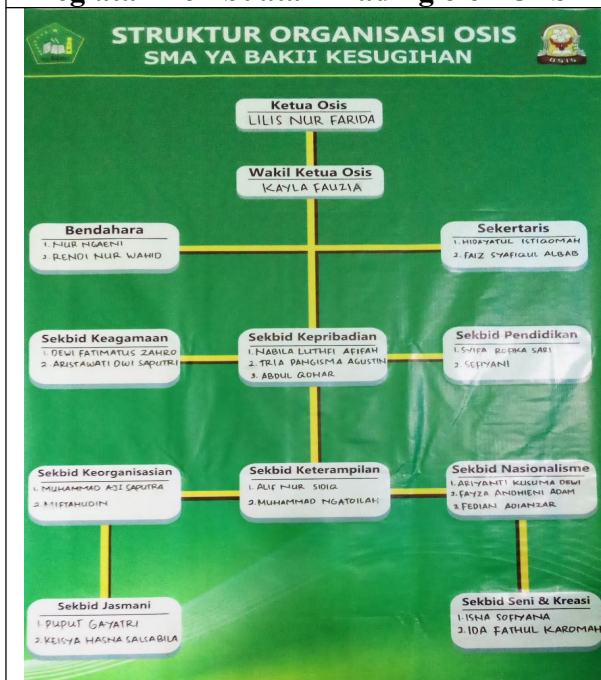 STRUKTUR ORGANISASI OSIS
SMA YA BAKII KESUGIHAN
OSIS
Ketua Osis
LILIS NUR FARIDA
Wakil Ketua Osis
KAYLA FAUZIA
Bendahara
1. NUR NGAENI
2. RENDI NUR WAHID
Sekertaris
1. HIDAYATUL ISTIQOMAH
2. FAIZ SYAFIQUL ALBAB
Sekbid Keagamaan
1. DEWI FATIMATUS ZAHRO
2. ARISTAWATI DWI SAPUTRI
Sekbid Kepribadian
1. NABILA LUTHFI AFIFAH
2. TRIA PANGISMA AGUSTIN
3. ABDUL QOHAR
Sekbid Pendidikan
1. SYIFA ROFIKA SARI
2. SEFIYANI
Sekbid Keorganisasian
1. MUHAMMAD AJI SAPUTRA
2. MIFTAHUDIN
Sekbid Keterampilan
1. ALIF NUR SIDIQ
2. MUHAMMAD NGATOILAH
Sekbid Nasionalisme
1. ARIYANTI KUSUMA DEWI
2. FAYZA ANDHIENI ADAM
3. FEDIAN ADIANZAR
Sekbid Jasmani
1. PUPUT GAYATRI
2. KEISYA HASNA SALSABILA
Sekbid Seni & Kreasi
1. ISNA SOFIYANA
2. IDA FATHUL KAROMAH